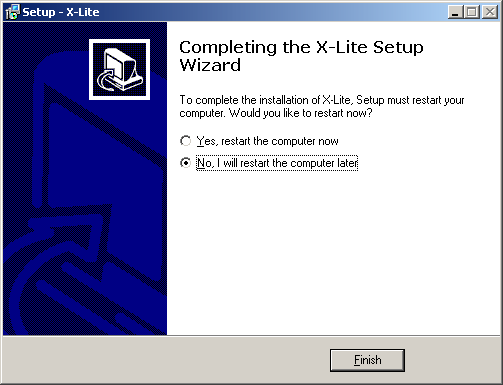 Setup - X-Lite
Completing the X-Lite Setup
Wizard
To complete the installation of X-Lite, Setup must restart your
computer. Would you like to restart now?
Yes, restart the computer now
No, I will restart the computer later
Finish